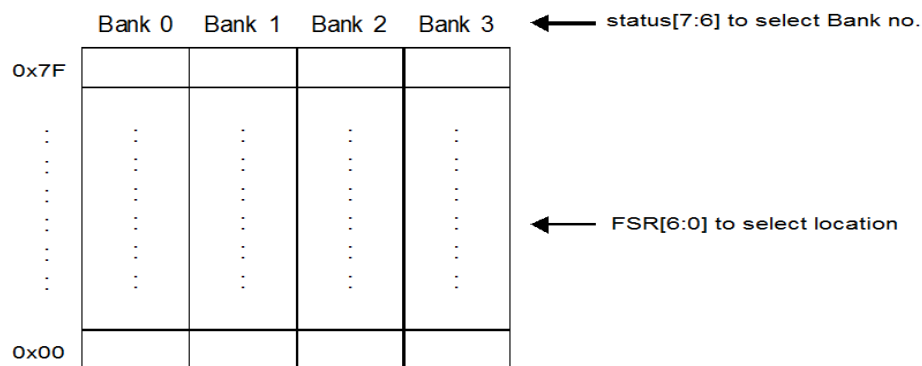 Bank 0 Bank 1 Bank 2 Bank 3 status[7:6] to select Bank no.
0x7F
FSR[6:0] to select location
0x00